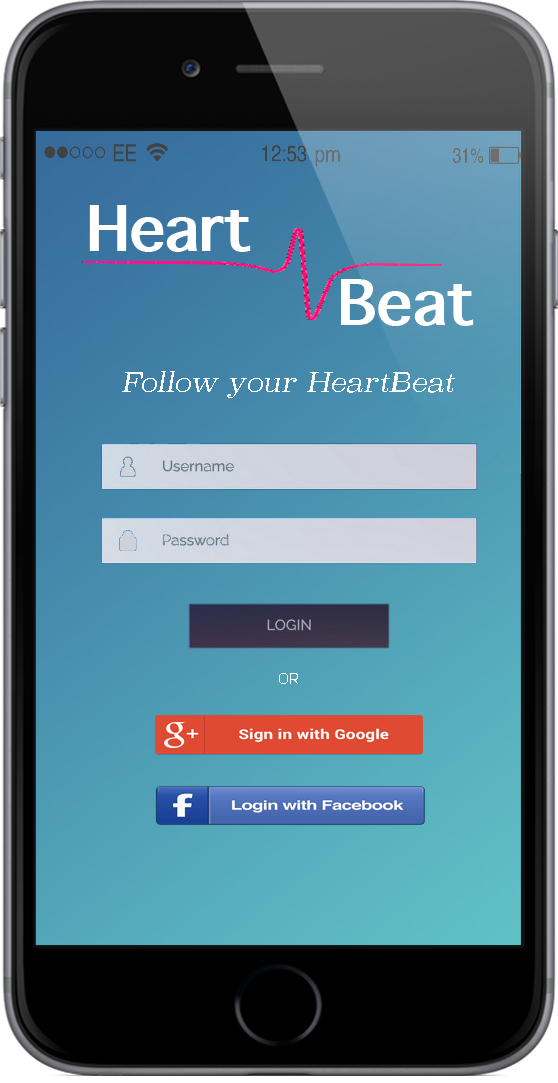 EE 12:53 pm 31%
Heart
Beat
Follow your HeartBeat
Username
Password
LOGIN
OR
g+ Sign in with Google
f Login with Facebook